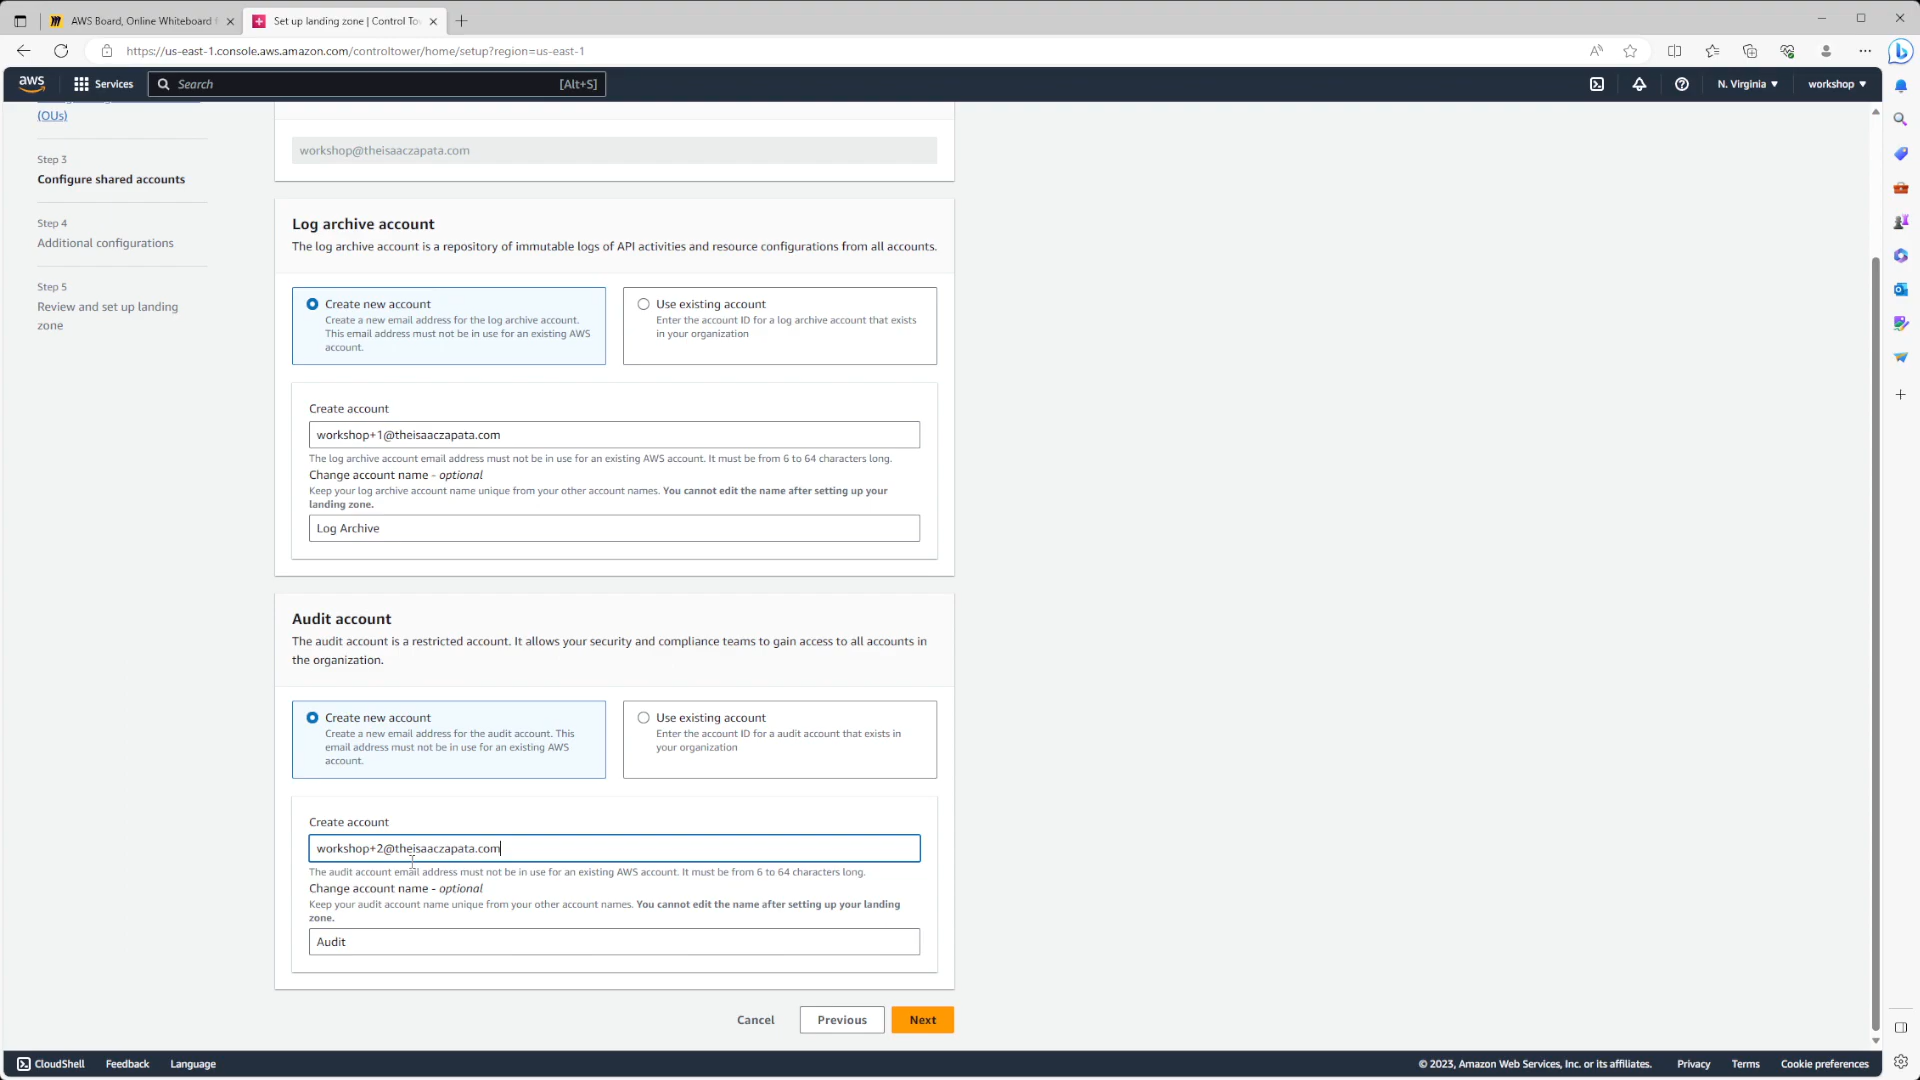 AWS Board, Online Whiteboard
Set up landing zone | Control To
https://us-east-1.console.aws.amazon.com/controltower/home/setup?region=us-east-1
aws
Services
Search
[Alt+S]
N. Virginia
workshop
(OUs)
Step 3
Configure shared accounts
Step 4
Additional configurations
Step 5
Review and set up landing
zone
workshop@theisaaczapata.com
Log archive account
The log archive account is a repository of immutable logs of API activities and resource configurations from all accounts.
Create new account
Create a new email address for the log archive account.
This email address must not be in use for an existing AWS
account.
Use existing account
Enter the account ID for a log archive account that exists
in your organization
Create account
workshop+1@theisaaczapata.com
The log archive account email address must not be in use for an existing AWS account. It must be from 6 to 64 characters long.
Change account name - optional
Keep your log archive account name unique from your other account names. You cannot edit the name after setting up your
landing zone.
Log Archive
Audit account
The audit account is a restricted account. It allows your security and compliance teams to gain access to all accounts in
the organization.
Create new account
Create a new email address for the audit account. This
email address must not be in use for an existing AWS
account.
Use existing account
Enter the account ID for a audit account that exists in
your organization
Create account
workshop+2@theisaaczapata.com
The audit account email address must not be in use for an existing AWS account. It must be from 6 to 64 characters long.
Change account name - optional
Keep your audit account name unique from your other account names. You cannot edit the name after setting up your landing
zone.
Audit
Cancel
Previous
Next
CloudShell
Feedback
Language
© 2023, Amazon Web Services, Inc. or its affiliates.
Privacy
Terms
Cookie preferences